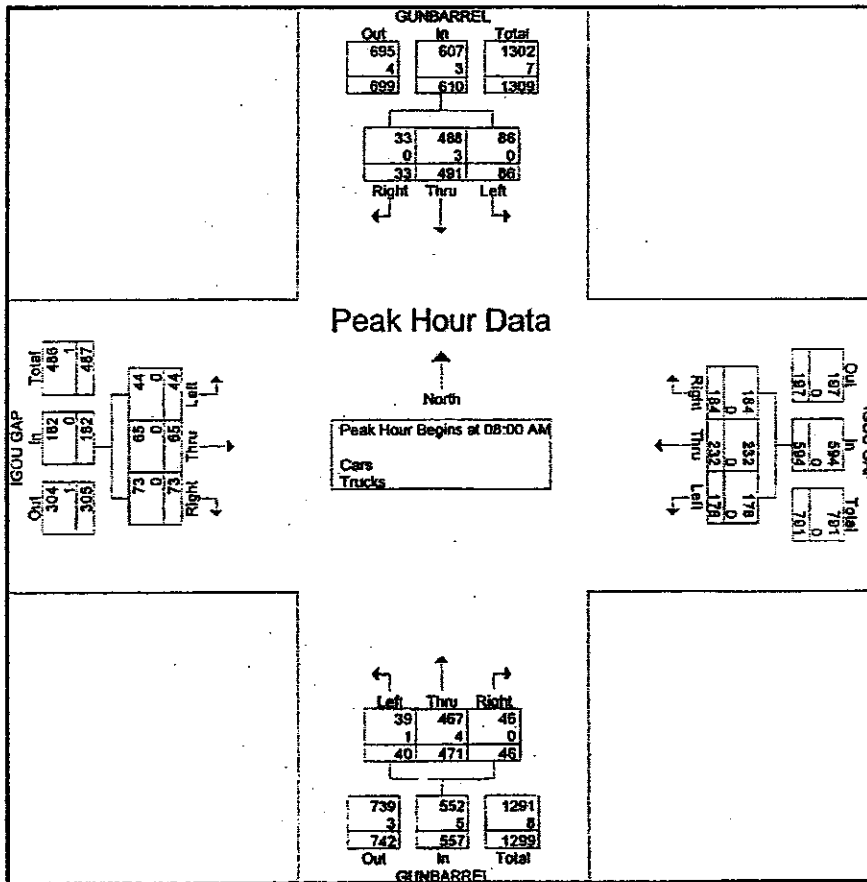 GUNBARREL
Out In Total
695 607 1302
4 3 7
699 610 1309
33 488 86
0 3 0
33 491 86
Right Thru Left
Peak Hour Data
North
Peak Hour Begins at 08:00 AM
Cars
Trucks
IGOU GAP
Total
486 1 487
In
182 0 182
Out
304 1 305
Left
44 0 44
Thru
65 0 65
Right
73 0 73
Right
184 0 184
Thru
232 0 232
Left
178 0 178
Out
197 0 197
In
594 0 594
Total
791 0 791
Left Thru Right
39 467 46
1 4 0
40 471 46
739 552 1291
3 5 8
742 557 1299
Out In Total
GUNBARREL